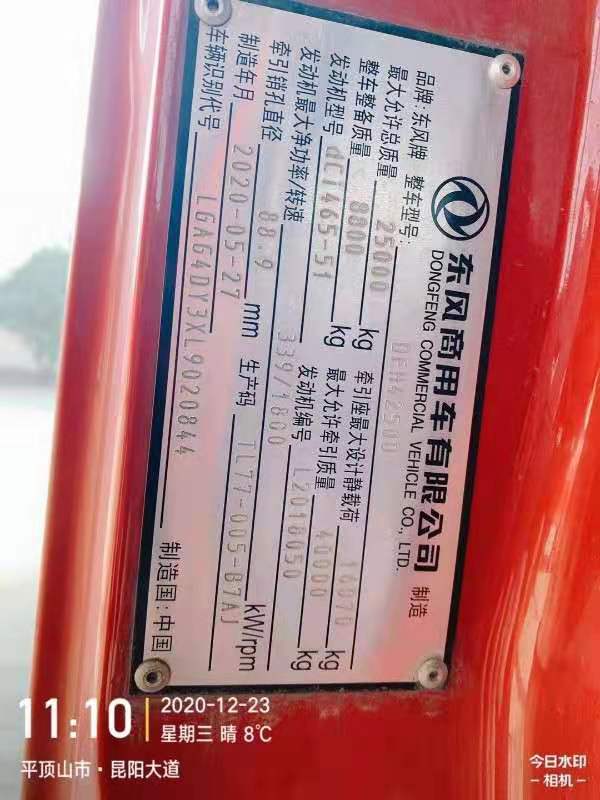 东风商用车有限公司 制造
DONGFENG COMMERCIAL VEHICLE CO., LTD.
品牌:东风牌 整车型号: DFH4250D
最大允许总质量 25000 kg 牵引座最大设计静载荷 16070 kg
整车整备质量 8800 kg 最大允许牵引质量 40000 kg
发动机型号 dCi465-51 发动机编号 L2018050
发动机最大净功率/转速 339/1800 kW/rpm
牵引销孔直径 88.9 mm 生产码 TL77-005-B7AJ
制造年月 2020-05-27
车辆识别代号 LGAG4DY3XL9020844 制造国:中国
11:10
2020-12-23
星期三 晴 8℃
平顶山市·昆阳大道
今日水印
-相机-